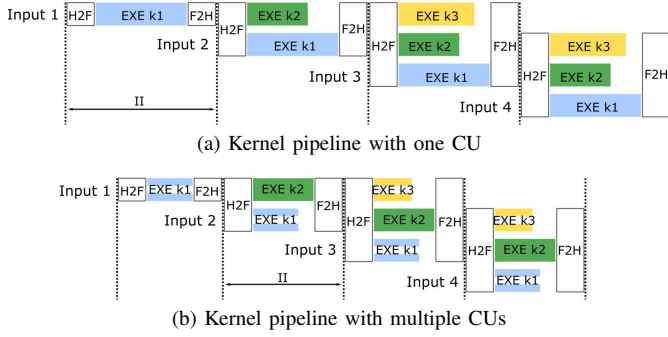 Input 1 H2F EXE k1 F2H
Input 2 H2F EXE k2 EXE k1 F2H
Input 3 H2F EXE k3 EXE k2 EXE k1 F2H
Input 4 H2F EXE k3 EXE k2 EXE k1 F2H
II
(a) Kernel pipeline with one CU
Input 1 H2F EXE k1 F2H
Input 2 H2F EXE k2 EXE k1 F2H
Input 3 H2F EXE k3 EXE k2 EXE k1 F2H
Input 4 H2F EXE k3 EXE k2 EXE k1 F2H
II
(b) Kernel pipeline with multiple CUs